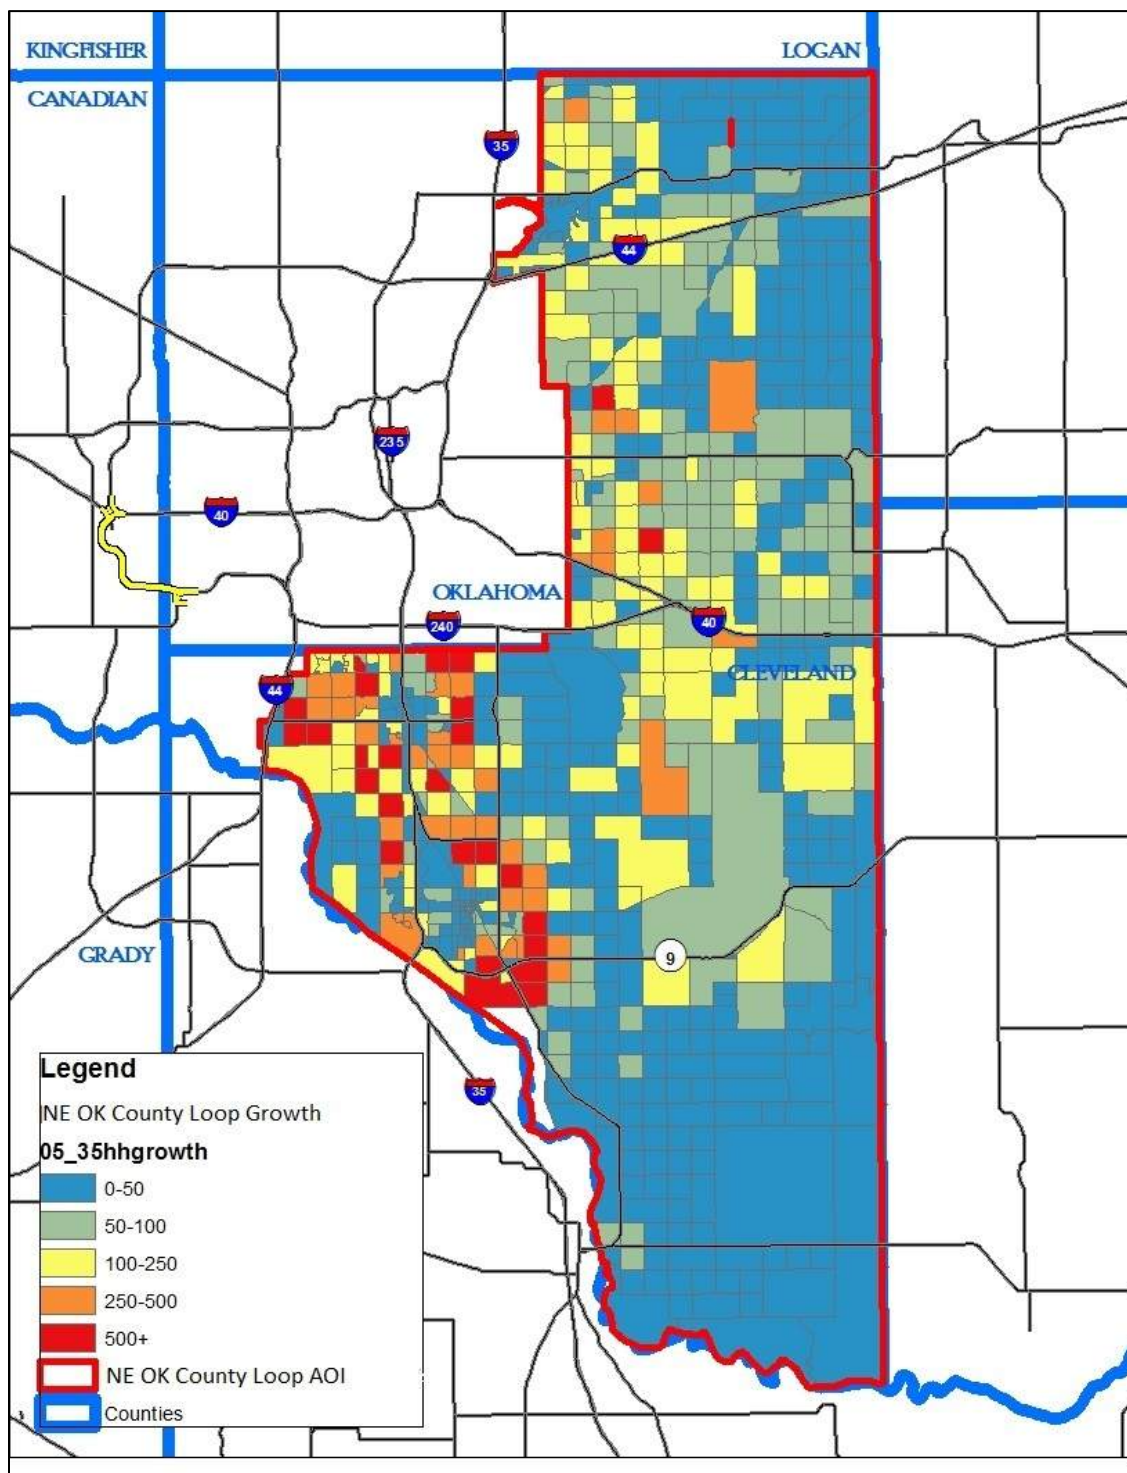 KINGFISHER
LOGAN
CANADIAN
35
44
235
40
OKLAHOMA
240
40
CLEVELAND
44
9
GRADY
35
Legend
NE OK County Loop Growth
05_35hhgrowth
0-50
50-100
100-250
250-500
500+
NE OK County Loop AOI
Counties